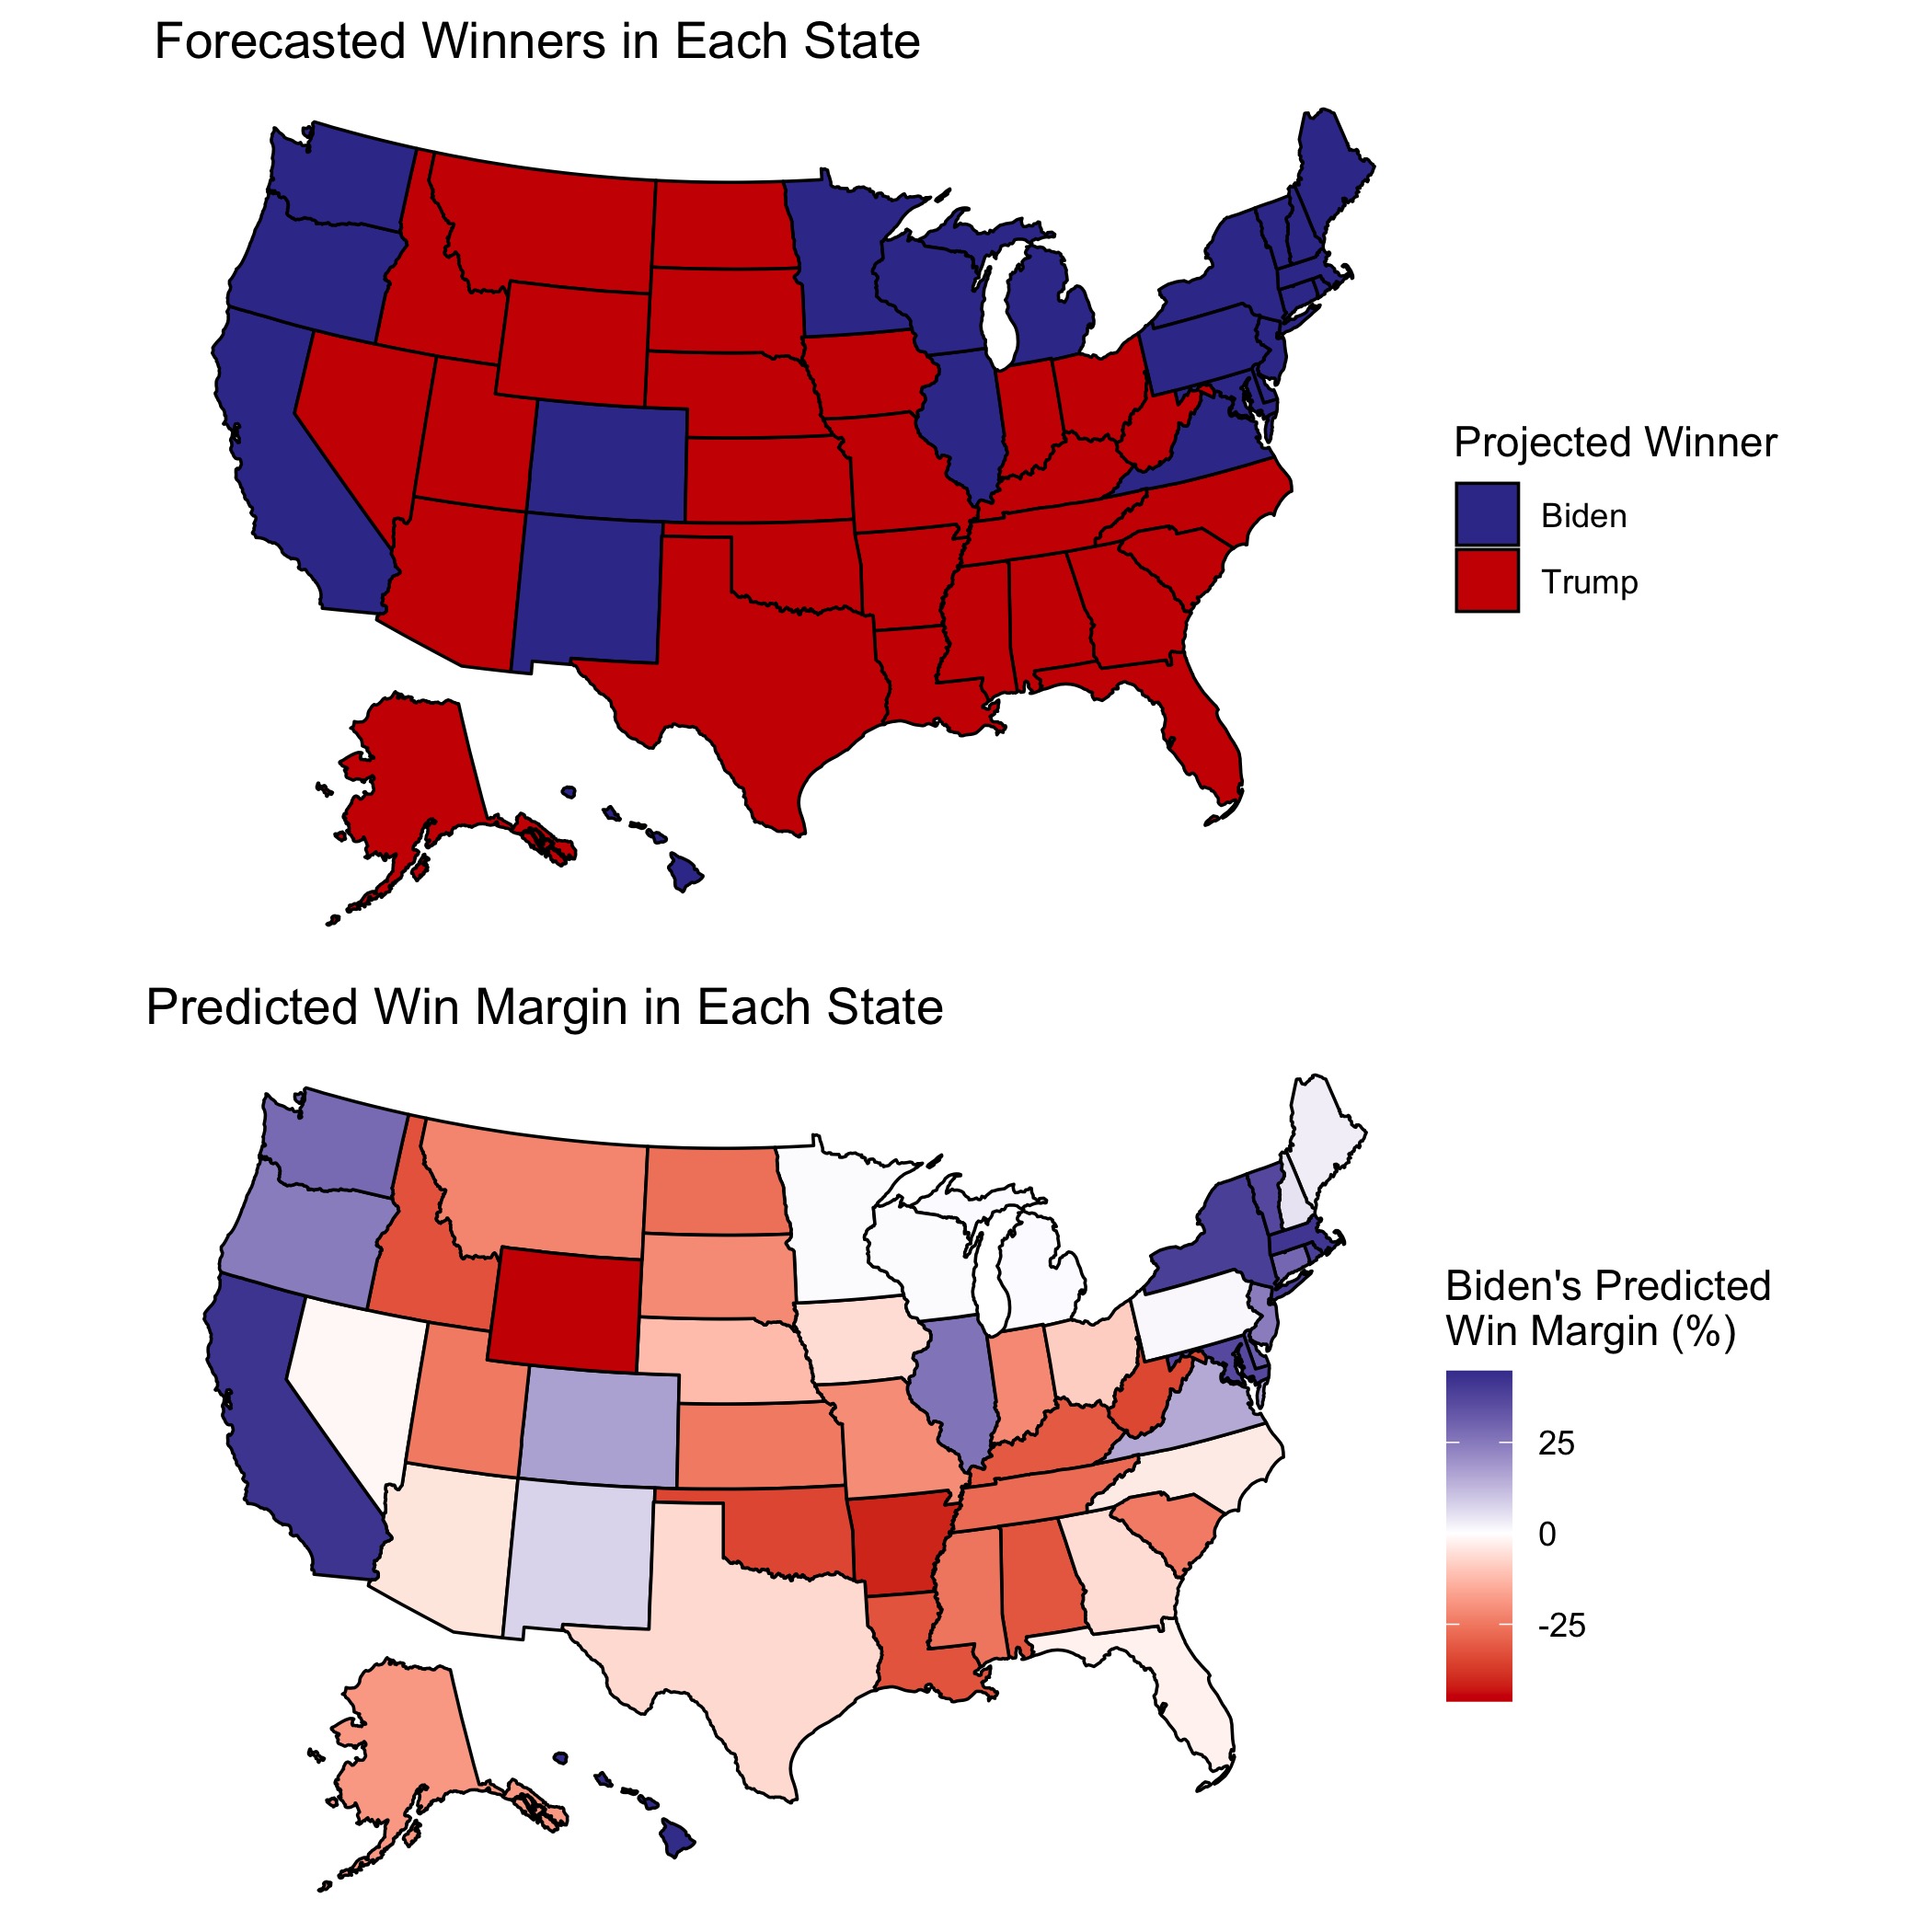 Forecasted Winners in Each State
Projected Winner
Biden
Trump
Predicted Win Margin in Each State
Biden's Predicted
Win Margin (%)
25
0
-25